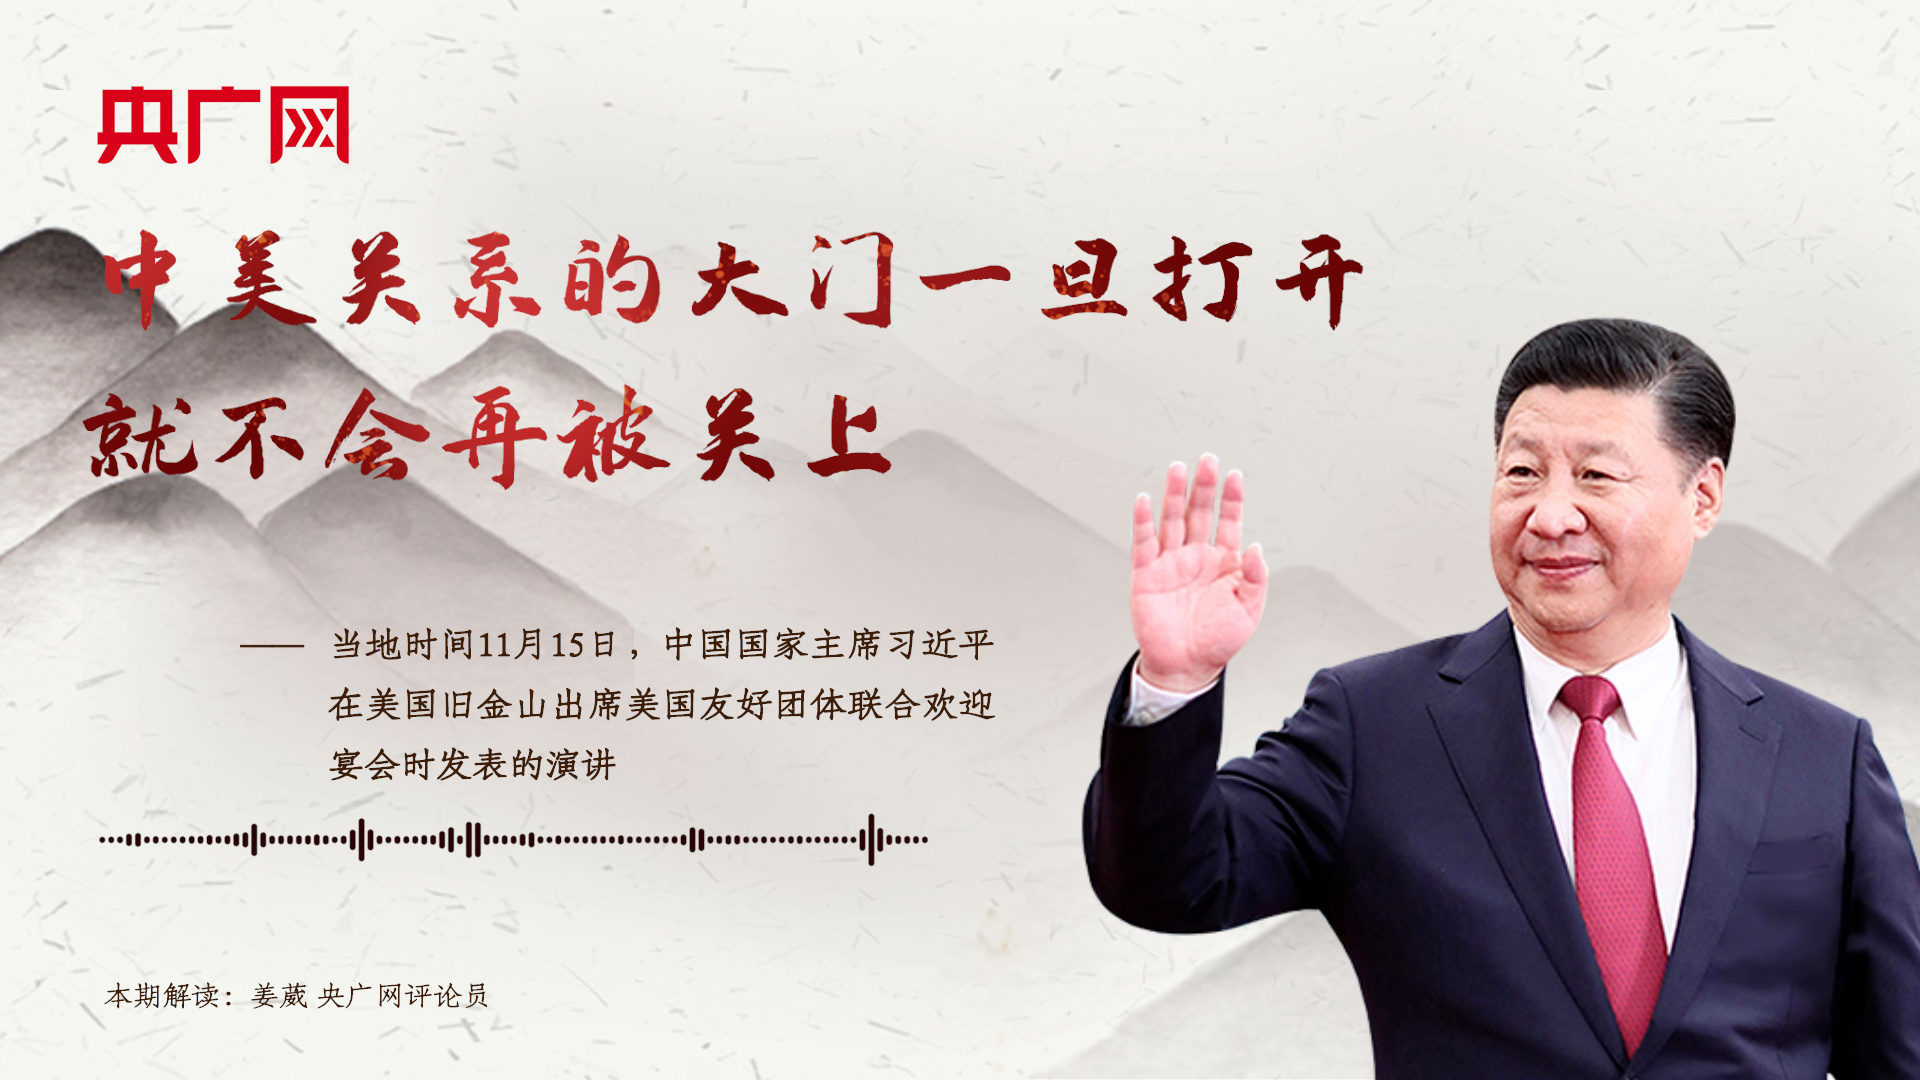 央广网
中美关系的大门一旦打开
就不会再被关上
—— 当地时间11月15日，中国国家主席习近平
在美国旧金山出席美国友好团体联合欢迎
宴会时发表的演讲
本期解读：姜葳 央广网评论员